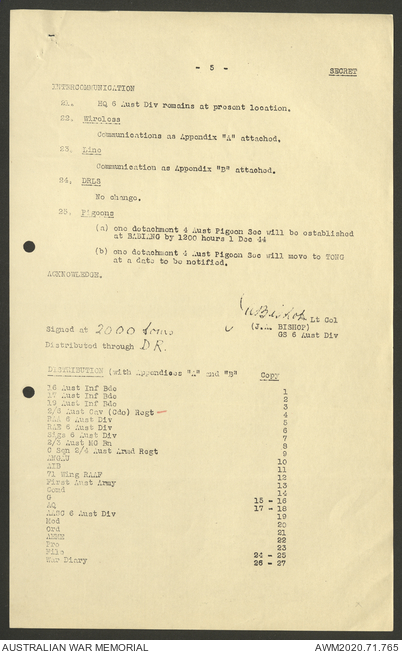 - 5 -
SECRET
INTERCOMMUNICATION
21. HQ 6 Aust Div remains at present location.
22. Wireless
Communications as Appendix "A" attached.
23. Line
Communication as Appendix "B" attached.
24. DRLS
No change.
25. Pigeons
(a) one detachment 4 Aust Pigeon Sec will be established
at BABIANG by 1200 hours 1 Dec 44
(b) one detachment 4 Aust Pigeon Sec will move to TONG
at a date to be notified.
ACKNOWLEDGE.
Bishop Lt Col
Signed at 2000 hrs (J.A. BISHOP)
GS 6 Aust Div
Distributed through DR.
DISTRIBUTION (with Appendices "A" and "B") Copy
16 Aust Inf Bde 1
17 Aust Inf Bde 2
19 Aust Inf Bde 3
2/6 Aust Cav (Cdo) Regt 4
RAA 6 Aust Div 5
RAE 6 Aust Div 6
Sigs 6 Aust Div 7
2/3 Aust MG Bn 8
C Sqn 2/4 Aust Armd Regt 9
ANGAU 10
AIB 11
71 Wing RAAF 12
First Aust Army 13
Comd 14
G 15 - 16
AQ 17 - 18
AASC 6 Aust Div 19
Med 20
Ord 21
AEME 22
Pro 23
File 24 - 25
War Diary 26 - 27
AUSTRALIAN WAR MEMORIAL
AWM2020.71.765